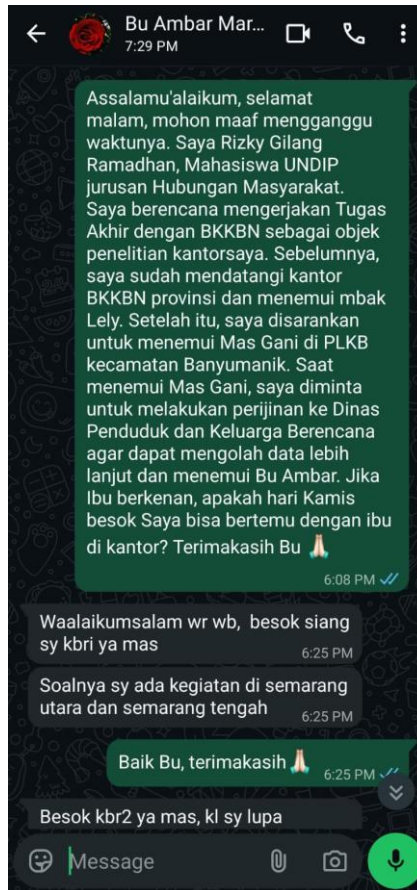 Bu Ambar Mar...
7:29 PM
Assalamu'alaikum, selamat
malam, mohon maaf mengganggu
waktunya. Saya Rizky Gilang
Ramadhan, Mahasiswa UNDIP
jurusan Hubungan Masyarakat.
Saya berencana mengerjakan Tugas
Akhir dengan BKKBN sebagai objek
penelitian kantorsaya. Sebelumnya,
saya sudah mendatangi kantor
BKKBN provinsi dan menemui mbak
Lely. Setelah itu, saya disarankan
untuk menemui Mas Gani di PLKB
kecamatan Banyumanik. Saat
menemui Mas Gani, saya diminta
untuk melakukan perijinan ke Dinas
Penduduk dan Keluarga Berencana
agar dapat mengolah data lebih
lanjut dan menemui Bu Ambar. Jika
Ibu berkenan, apakah hari Kamis
besok Saya bisa bertemu dengan ibu
di kantor? Terimakasih Bu 🙏🏻
6:08 PM
Waalaikumsalam wr wb, besok siang
sy kbri ya mas
6:25 PM
Soalnya sy ada kegiatan di semarang
utara dan semarang tengah
6:25 PM
Baik Bu, terimakasih 🙏🏻
6:25 PM
Besok kbr2 ya mas, kl sy lupa
Message